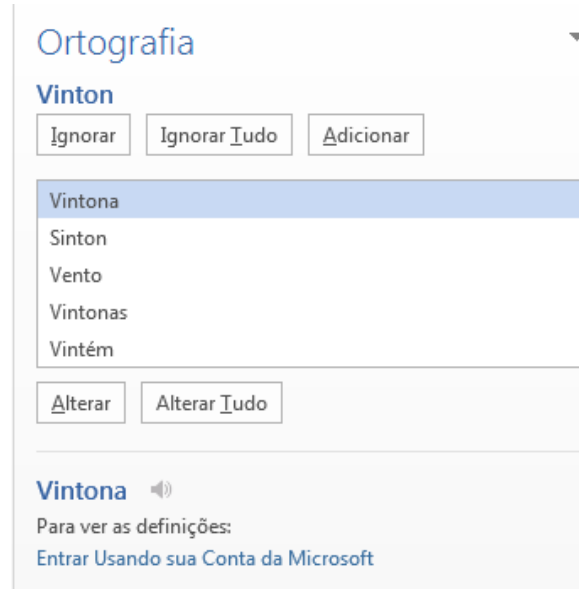 Ortografia
Vinton
Ignorar Ignorar Tudo Adicionar
Vintona
Sinton
Vento
Vintonas
Vintém
Alterar Alterar Tudo
Vintona
Para ver as definições:
Entrar Usando sua Conta da Microsoft